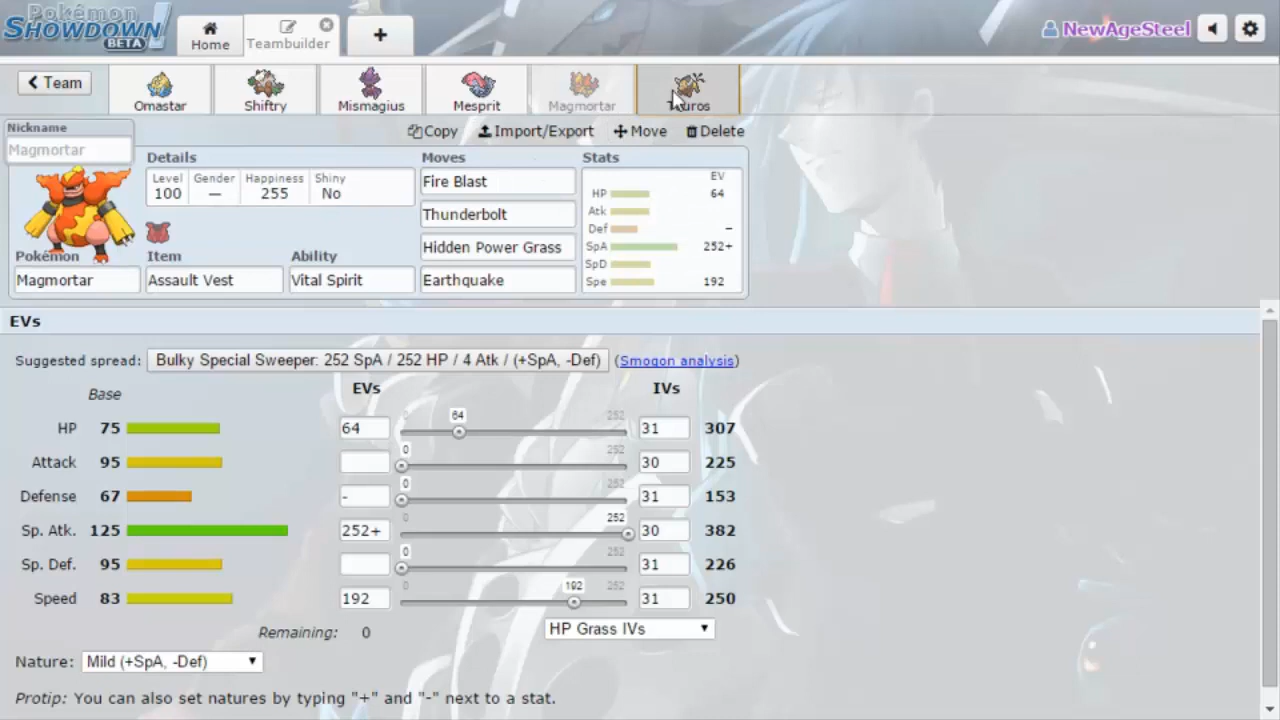 Pokémon
SHOWDOWN!
BETA
Home
Teambuilder
+
NewAgeSteel
< Team
Omastar
Shiftry
Mismagius
Mesprit
Magmortar
Tauros
Copy
Import/Export
Move
Delete
Nickname
Magmortar
Details
Level Gender Happiness Shiny
100 — 255 No
Pokémon
Magmortar
Item
Assault Vest
Ability
Vital Spirit
Moves
Fire Blast
Thunderbolt
Hidden Power Grass
Earthquake
Stats
EV
HP 64
Atk
Def –
SpA 252+
SpD
Spe 192
EVs
Suggested spread: Bulky Special Sweeper: 252 SpA / 252 HP / 4 Atk / (+SpA, -Def) (Smogon analysis)
Base EVs IVs
HP 75 64 0 64 252 31 307
Attack 95 0 252 30 225
Defense 67 - 0 252 31 153
Sp. Atk. 125 252+ 0 252 30 382
Sp. Def. 95 0 252 31 226
Speed 83 192 0 192 252 31 250
Remaining: 0 HP Grass IVs
Nature: Mild (+SpA, -Def)
Protip: You can also set natures by typing "+" and "-" next to a stat.